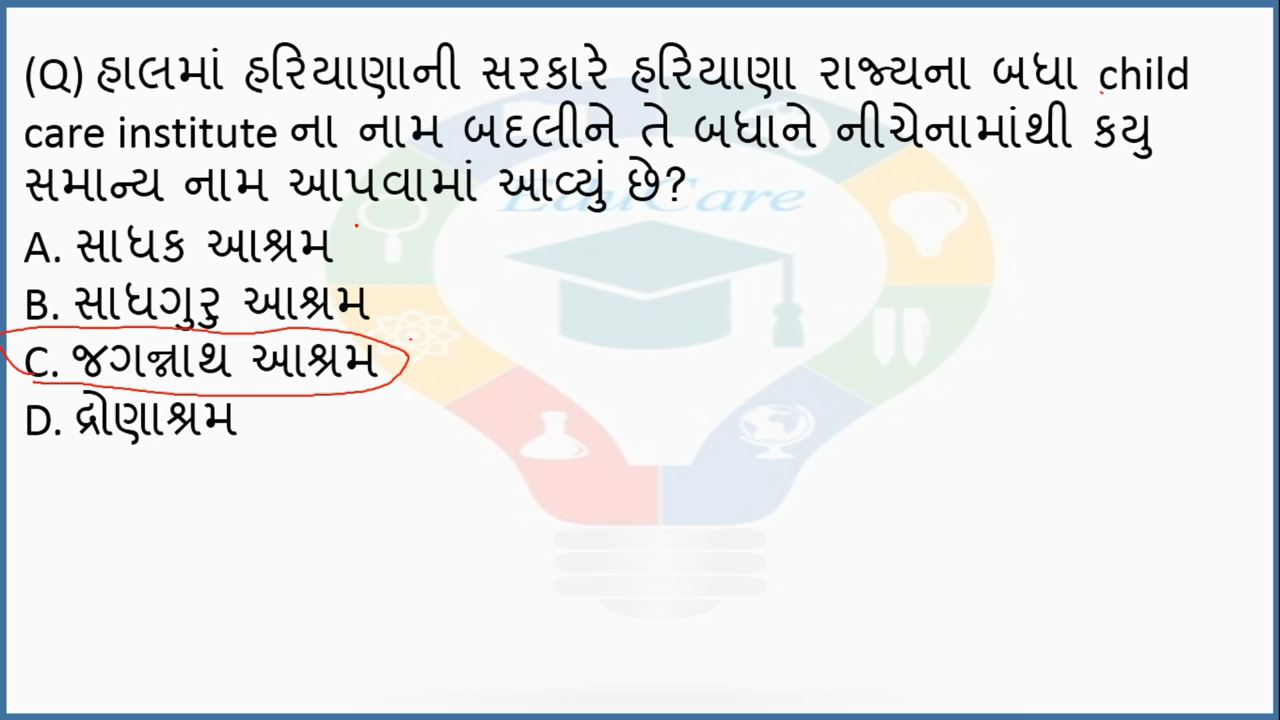 (Q) હાલમાં હરિયાણાની સરકારે હરિયાણા રાજ્યના બધા child
care institute ના નામ બદલીને તે બધાને નીચેનામાંથી કયુ
સમાન્ય નામ આપવામાં આવ્યું છે?
EduCare
A. સાધક આશ્રમ
B. સાધગુરુ આશ્રમ
C. જગન્નાથ આશ્રમ
D. દ્રોણાશ્રમ